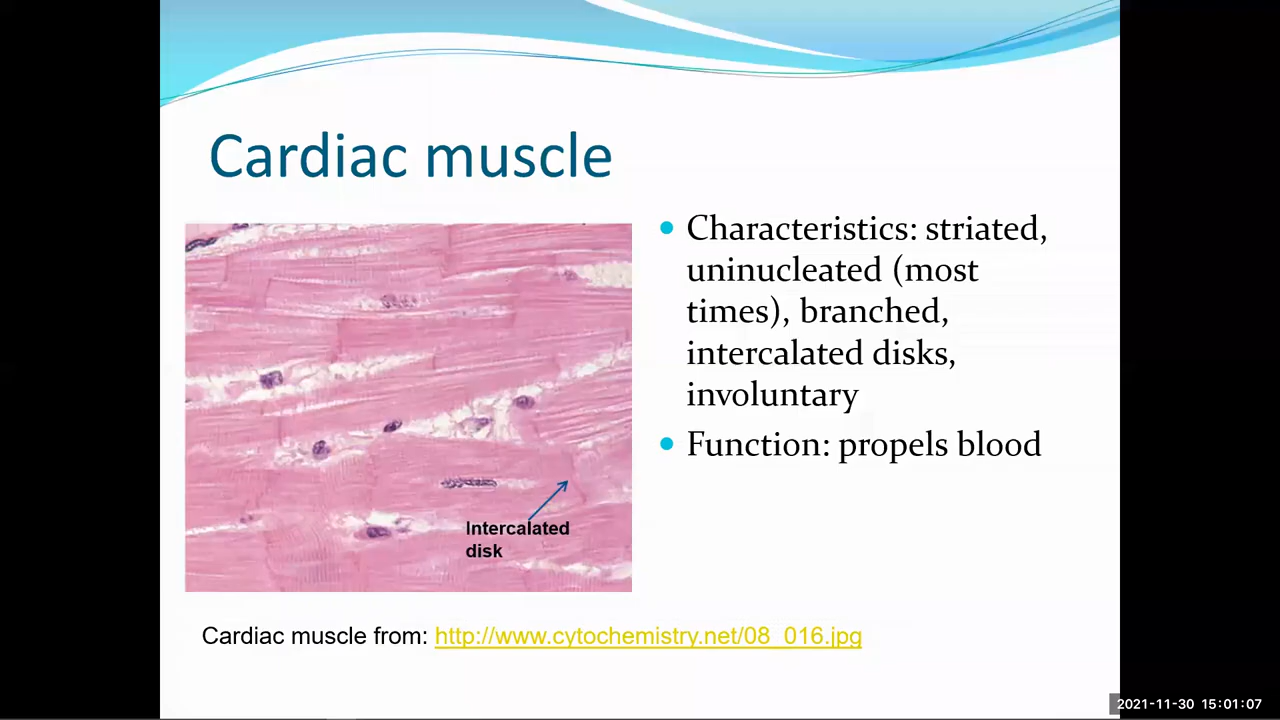 Cardiac muscle
• Characteristics: striated,
uninucleated (most
times), branched,
intercalated disks,
involuntary
• Function: propels blood
Intercalated
disk
Cardiac muscle from: http://www.cytochemistry.net/08_016.jpg
2021-11-30 15:01:07